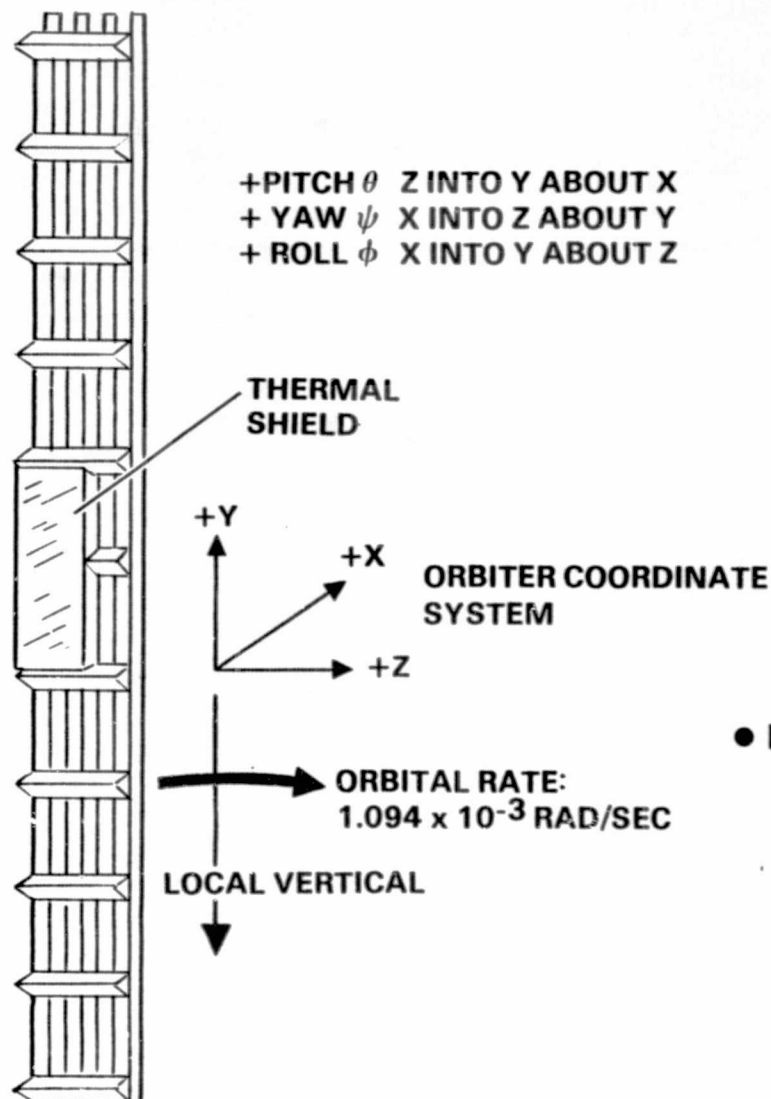 +PITCH θ Z INTO Y ABOUT X
+ YAW ψ X INTO Z ABOUT Y
+ ROLL ϕ X INTO Y ABOUT Z
THERMAL
SHIELD
+Y
+X
ORBITER COORDINATE
SYSTEM
+Z
ORBITAL RATE:
1.094 x 10⁻³ RAD/SEC
LOCAL VERTICAL